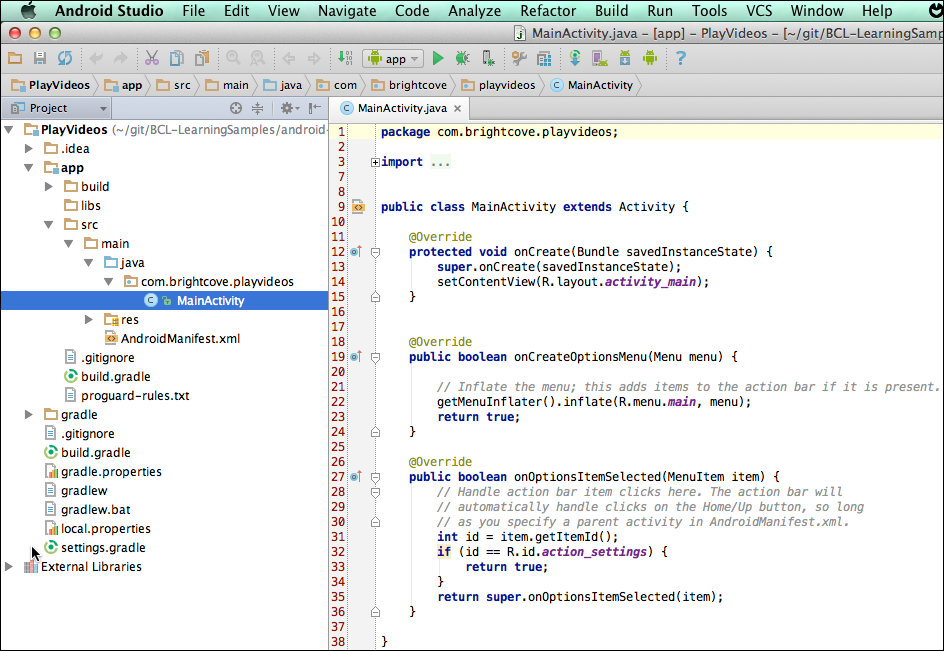 Android Studio File Edit View Navigate Code Analyze Refactor Build Run Tools VCS Window Help
MainActivity.java - [app] - PlayVideos - [~/git/BCL-LearningSamp
app
PlayVideos app src main java com brightcove playvideos MainActivity
Project
MainActivity.java
PlayVideos (~/git/BCL-LearningSamples/android-
.idea
app
build
libs
src
main
java
com.brightcove.playvideos
MainActivity
res
AndroidManifest.xml
.gitignore
build.gradle
proguard-rules.txt
gradle
.gitignore
build.gradle
gradle.properties
gradlew
gradlew.bat
local.properties
settings.gradle
External Libraries
1 package com.brightcove.playvideos;
2
3 import ...
7
8
9 public class MainActivity extends Activity {
10
11 @Override
12 protected void onCreate(Bundle savedInstanceState) {
13 super.onCreate(savedInstanceState);
14 setContentView(R.layout.activity_main);
15 }
16
17
18 @Override
19 public boolean onCreateOptionsMenu(Menu menu) {
20
21 // Inflate the menu; this adds items to the action bar if it is present.
22 getMenuInflater().inflate(R.menu.main, menu);
23 return true;
24 }
25
26 @Override
27 public boolean onOptionsItemSelected(MenuItem item) {
28 // Handle action bar item clicks here. The action bar will
29 // automatically handle clicks on the Home/Up button, so long
30 // as you specify a parent activity in AndroidManifest.xml.
31 int id = item.getItemId();
32 if (id == R.id.action_settings) {
33 return true;
34 }
35 return super.onOptionsItemSelected(item);
36 }
37
38 }